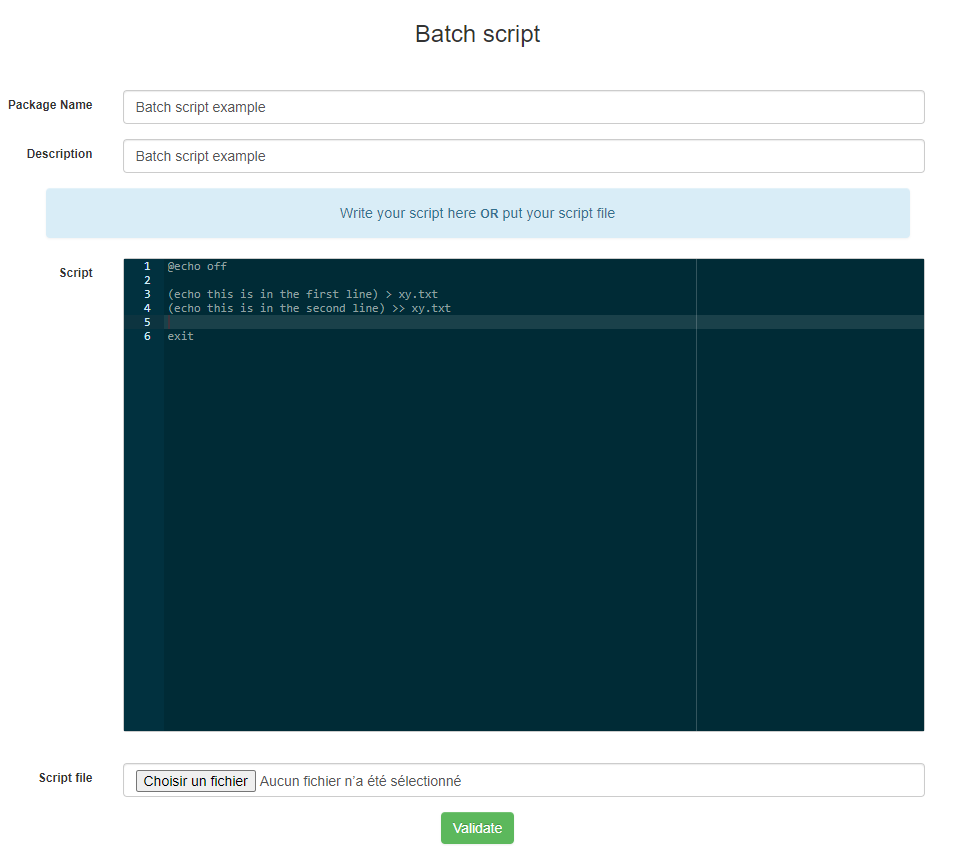 Batch script
Package Name
Batch script example
Description
Batch script example
Write your script here OR put your script file
Script
1 @echo off
2
3 (echo this is in the first line) > xy.txt
4 (echo this is in the second line) >> xy.txt
5
6 exit
Script file
Choisir un fichier Aucun fichier n’a été sélectionné
Validate